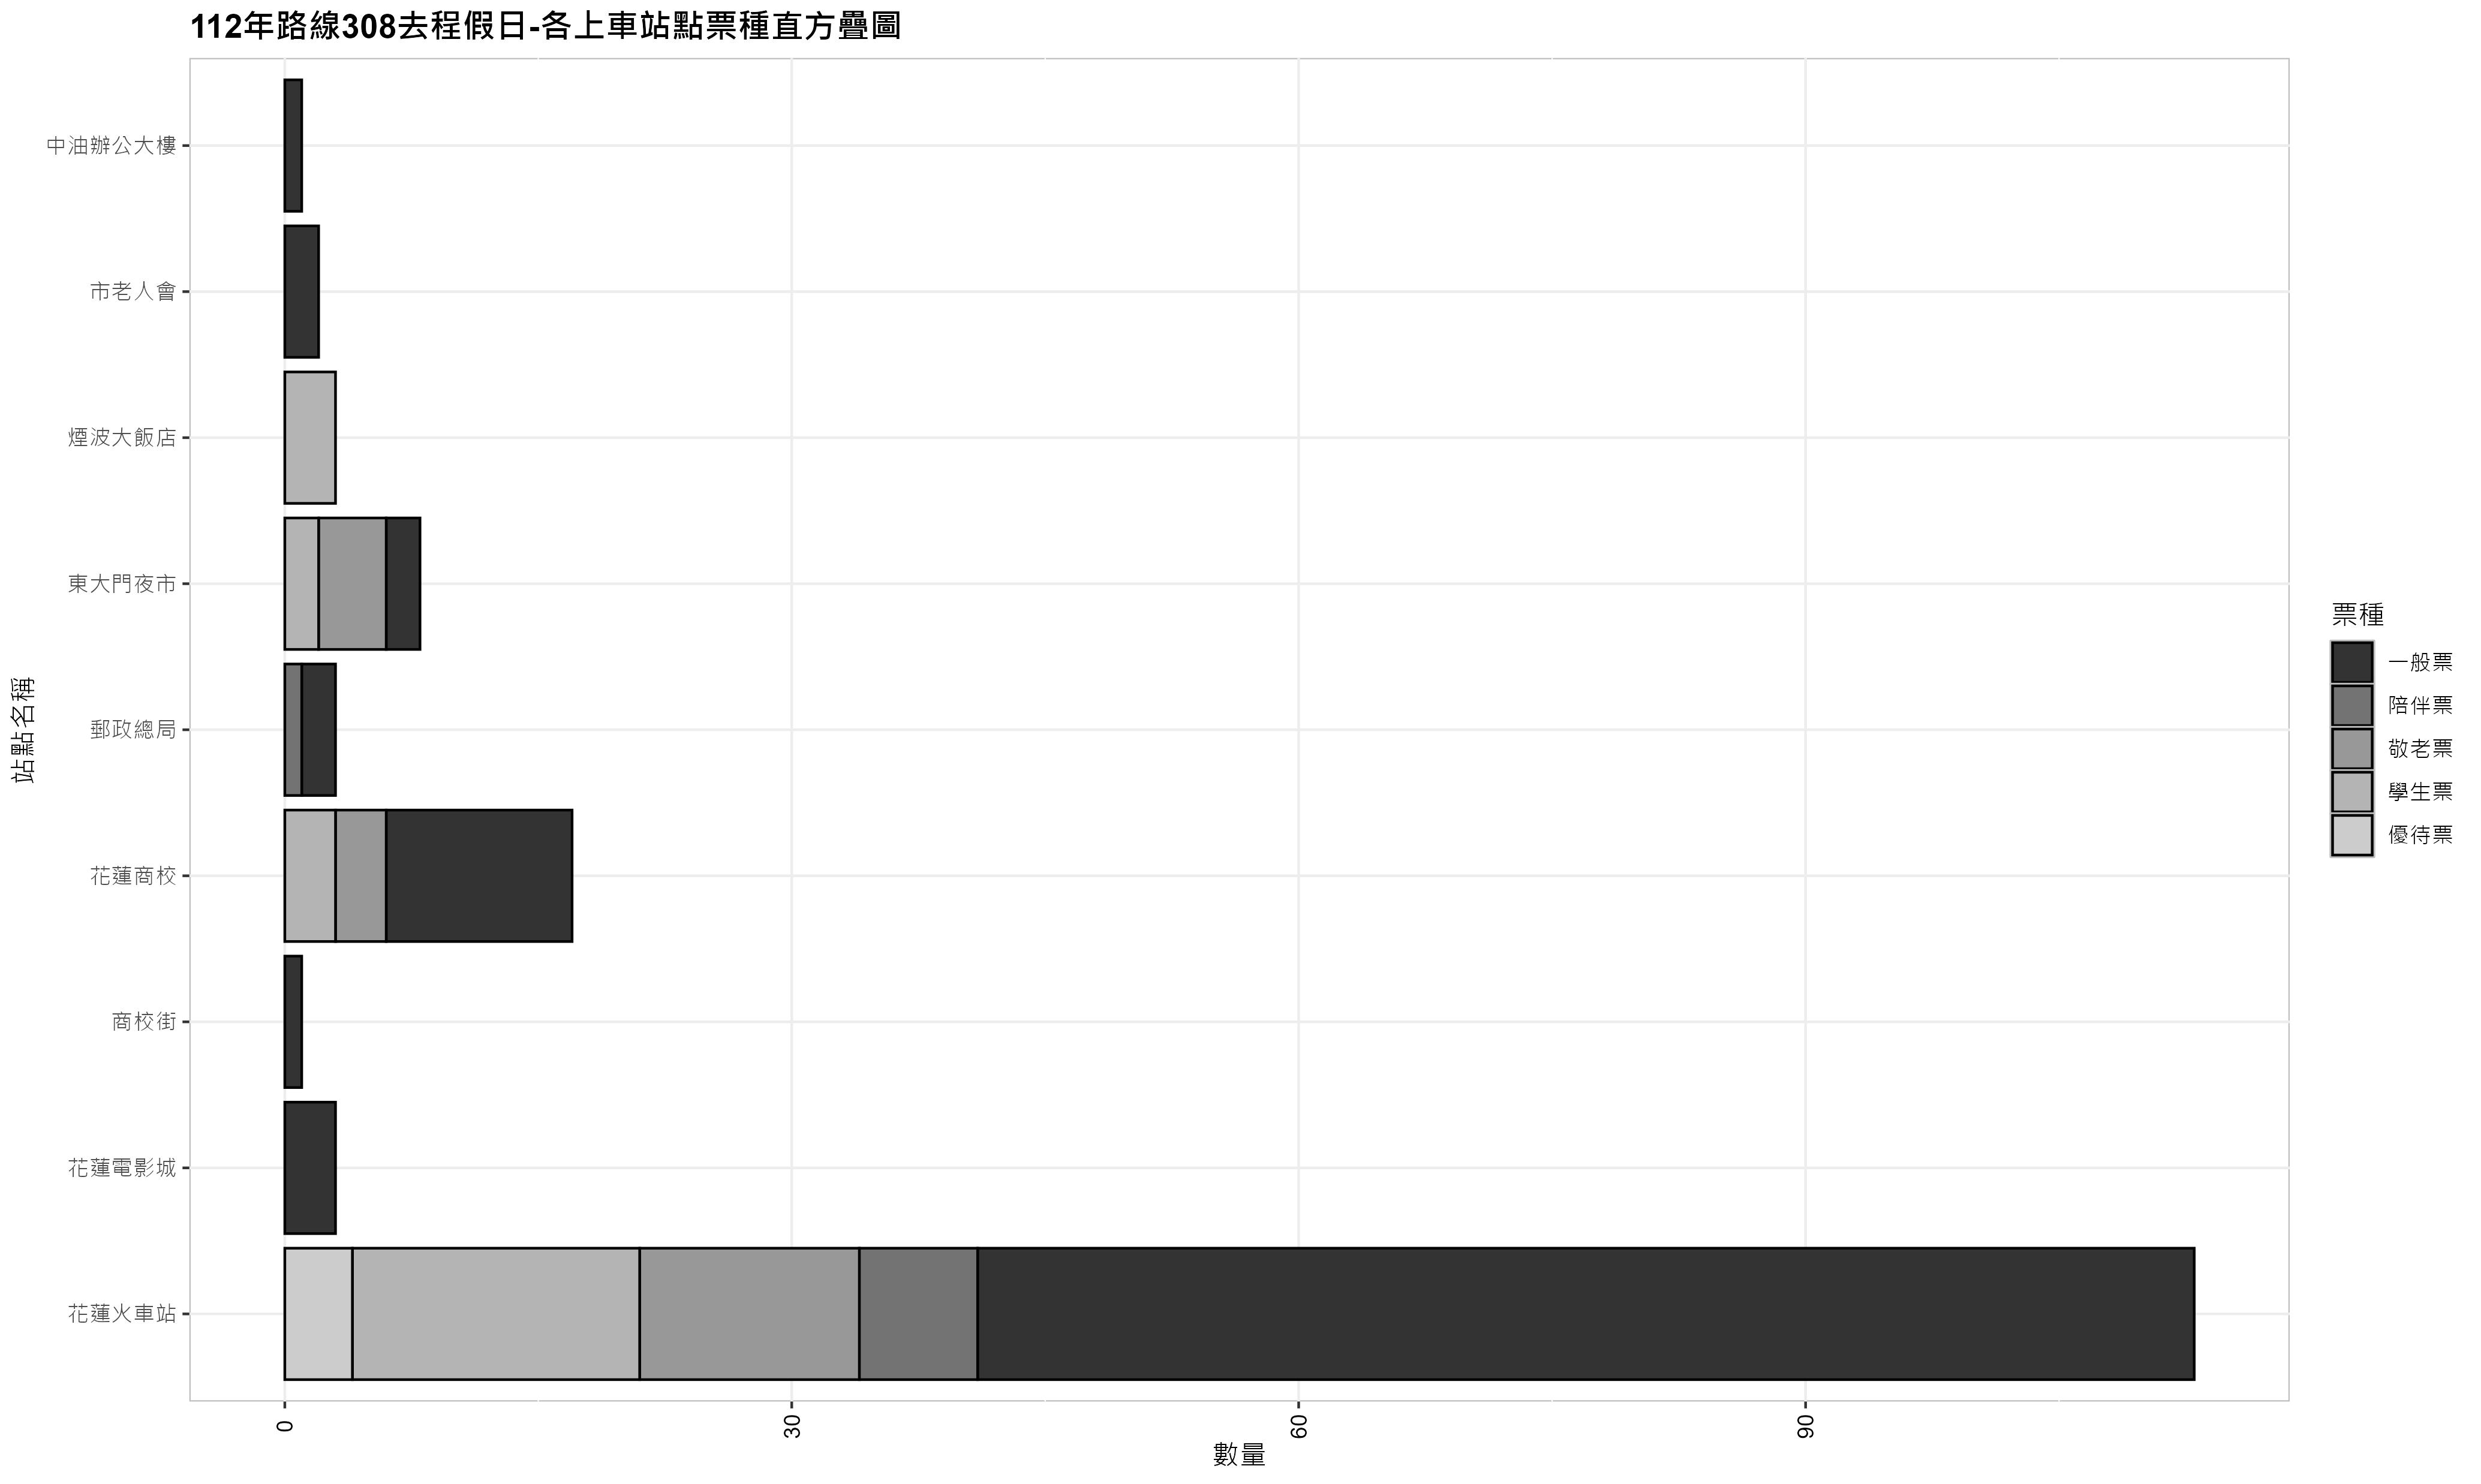 112年路線308去程假日-各上車站點票種直方疊圖
站點名稱
中油辦公大樓
市老人會
煙波大飯店
東大門夜市
郵政總局
花蓮商校
商校街
花蓮電影城
花蓮火車站
0
30
60
90
數量
票種
一般票
陪伴票
敬老票
學生票
優待票